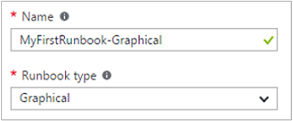 * Name
MyFirstRunbook-Graphical
* Runbook type
Graphical